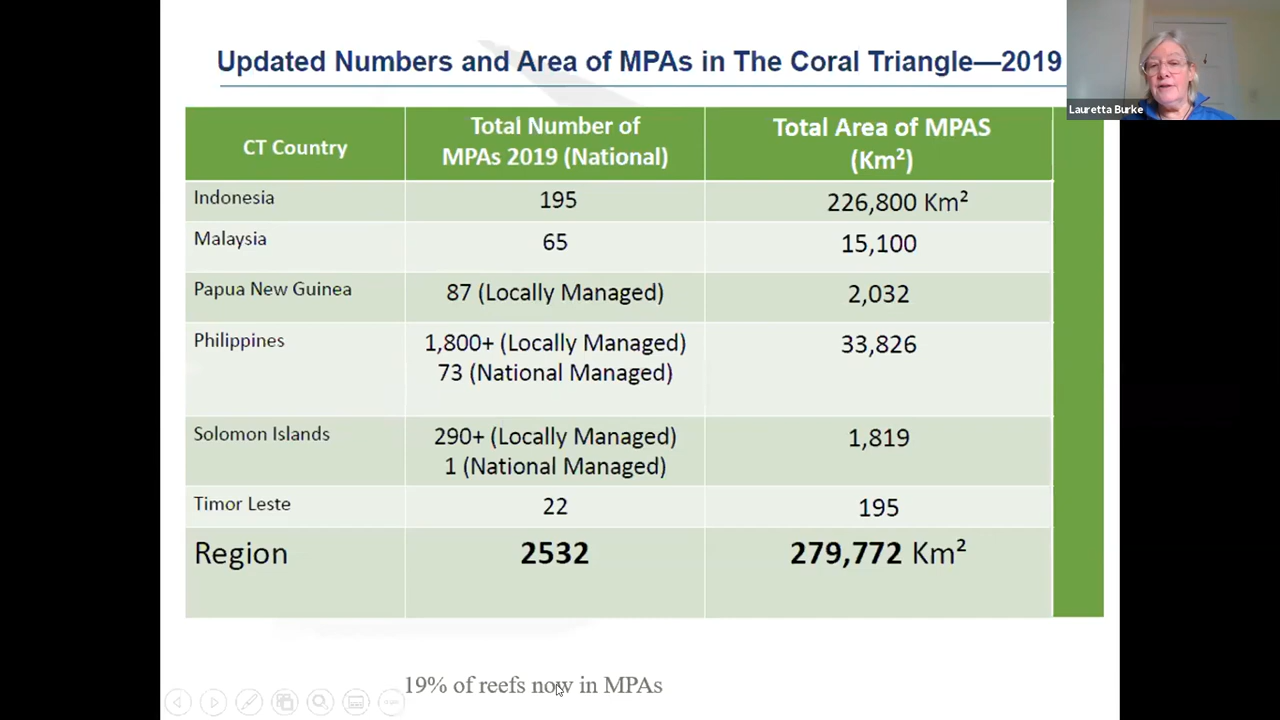 Updated Numbers and Area of MPAs in The Coral Triangle—2019
Lauretta Burke
CT Country
Total Number of
MPAs 2019 (National)
Total Area of MPAS
(Km²)
Indonesia
195
226,800 Km²
Malaysia
65
15,100
Papua New Guinea
87 (Locally Managed)
2,032
Philippines
1,800+ (Locally Managed)
73 (National Managed)
33,826
Solomon Islands
290+ (Locally Managed)
1 (National Managed)
1,819
Timor Leste
22
195
Region
2532
279,772 Km²
19% of reefs now in MPAs